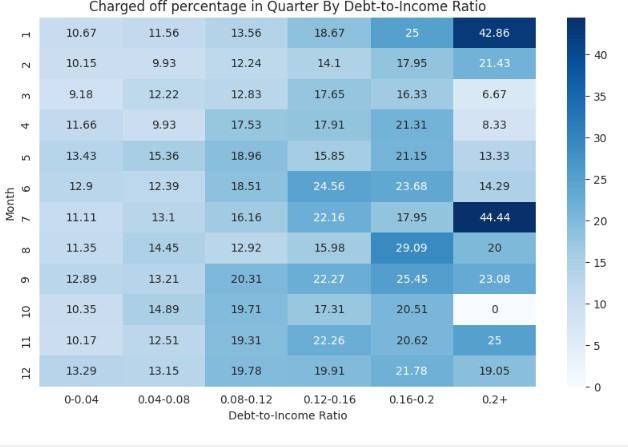 Charged off percentage in Quarter By Debt-to-Income Ratio
1 10.67 11.56 13.56 18.67 25 42.86
2 10.15 9.93 12.24 14.1 17.95 21.43
3 9.18 12.22 12.83 17.65 16.33 6.67
4 11.66 9.93 17.53 17.91 21.31 8.33
5 13.43 15.36 18.96 15.85 21.15 13.33
6 12.9 12.39 18.51 24.56 23.68 14.29
7 11.11 13.1 16.16 22.16 17.95 44.44
8 11.35 14.45 12.92 15.98 29.09 20
9 12.89 13.21 20.31 22.27 25.45 23.08
10 10.35 14.89 19.71 17.31 20.51 0
11 10.17 12.51 19.31 22.26 20.62 25
12 13.29 13.15 19.78 19.91 21.78 19.05
Month
0-0.04 0.04-0.08 0.08-0.12 0.12-0.16 0.16-0.2 0.2+
Debt-to-Income Ratio
40
35
30
25
20
15
10
5
0